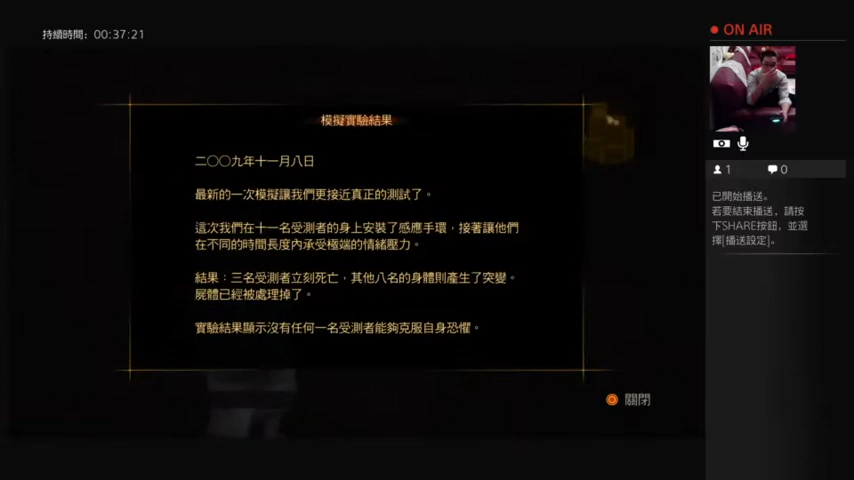 持續時間：00:37:21
ON AIR
模擬實驗結果
二〇〇九年十一月八日
最新的一次模擬讓我們更接近真正的測試了。
這次我們在十一名受測者的身上安裝了感應手環，接著讓他們
在不同的時間長度內承受極端的情緒壓力。
結果：三名受測者立刻死亡，其他八名的身體則產生了突變。
屍體已經被處理掉了。
實驗結果顯示沒有任何一名受測者能夠克服自身恐懼。
關閉
1
0
已開始播送。
若要結束播送，請按
下SHARE按鈕，並選
擇[播送設定]。